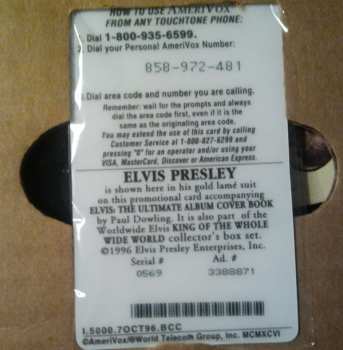 HOW TO USE AMERIVOX
FROM ANY TOUCHTONE PHONE:
1. Dial 1-800-935-6599.
2. Dial your Personal AmeriVox Number:
858-972-481
3. Dial area code and number you are calling.
Remember: wait for the prompts and always
dial the area code first, even if it is the
same as the originating area code.
You may extend the use of this card by calling
Customer Service at 1-800-827-6299 and
pressing "0" for an operator and/or using your
VISA, MasterCard, Discover or American Express.
ELVIS PRESLEY
is shown here in his gold lamé suit
on this promotional card accompanying
ELVIS: THE ULTIMATE ALBUM COVER BOOK
by Paul Dowling. It is also part of the
Worldwide Elvis KING OF THE WHOLE
WIDE WORLD collector's box set.
©1996 Elvis Presley Enterprises, Inc.
Serial # Ad. #
0569 3388871
1.5000.7OCT96.BCC
©AmeriVox®World Telecom Group, Inc. MCMXCVI